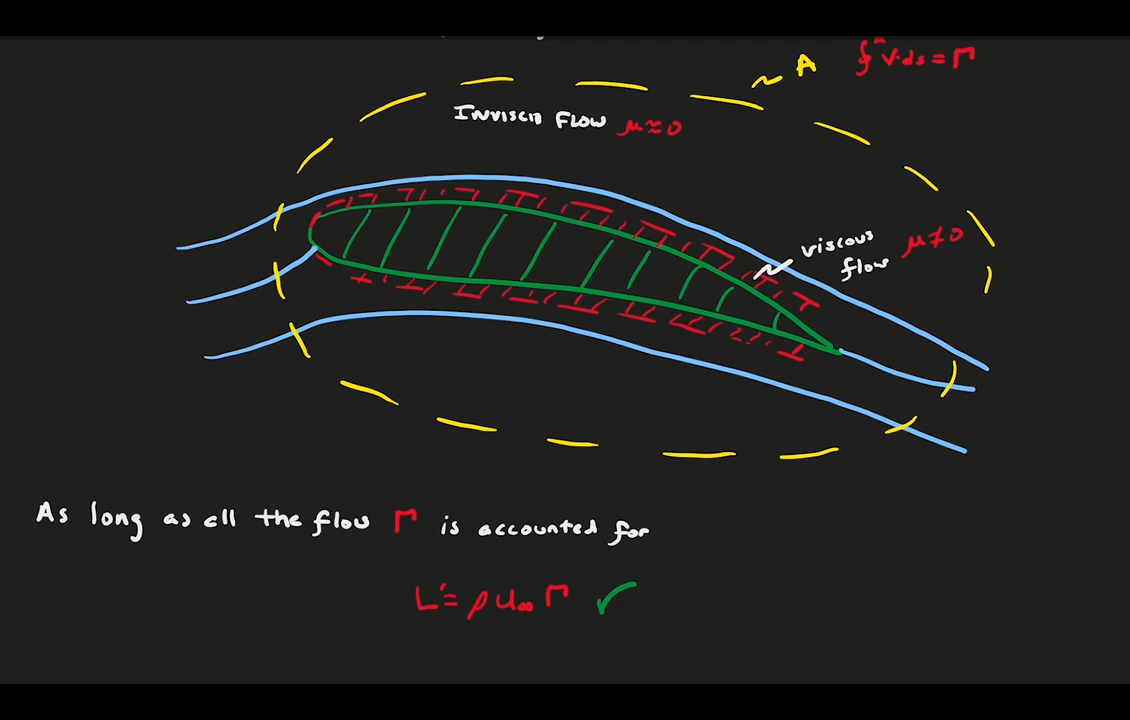 A
∮V·ds = Γ
Inviscid Flow μ≈0
viscous
flow μ≠0
As long as all the flow Γ is accounted for
L'= ρ u∞ Γ ✓